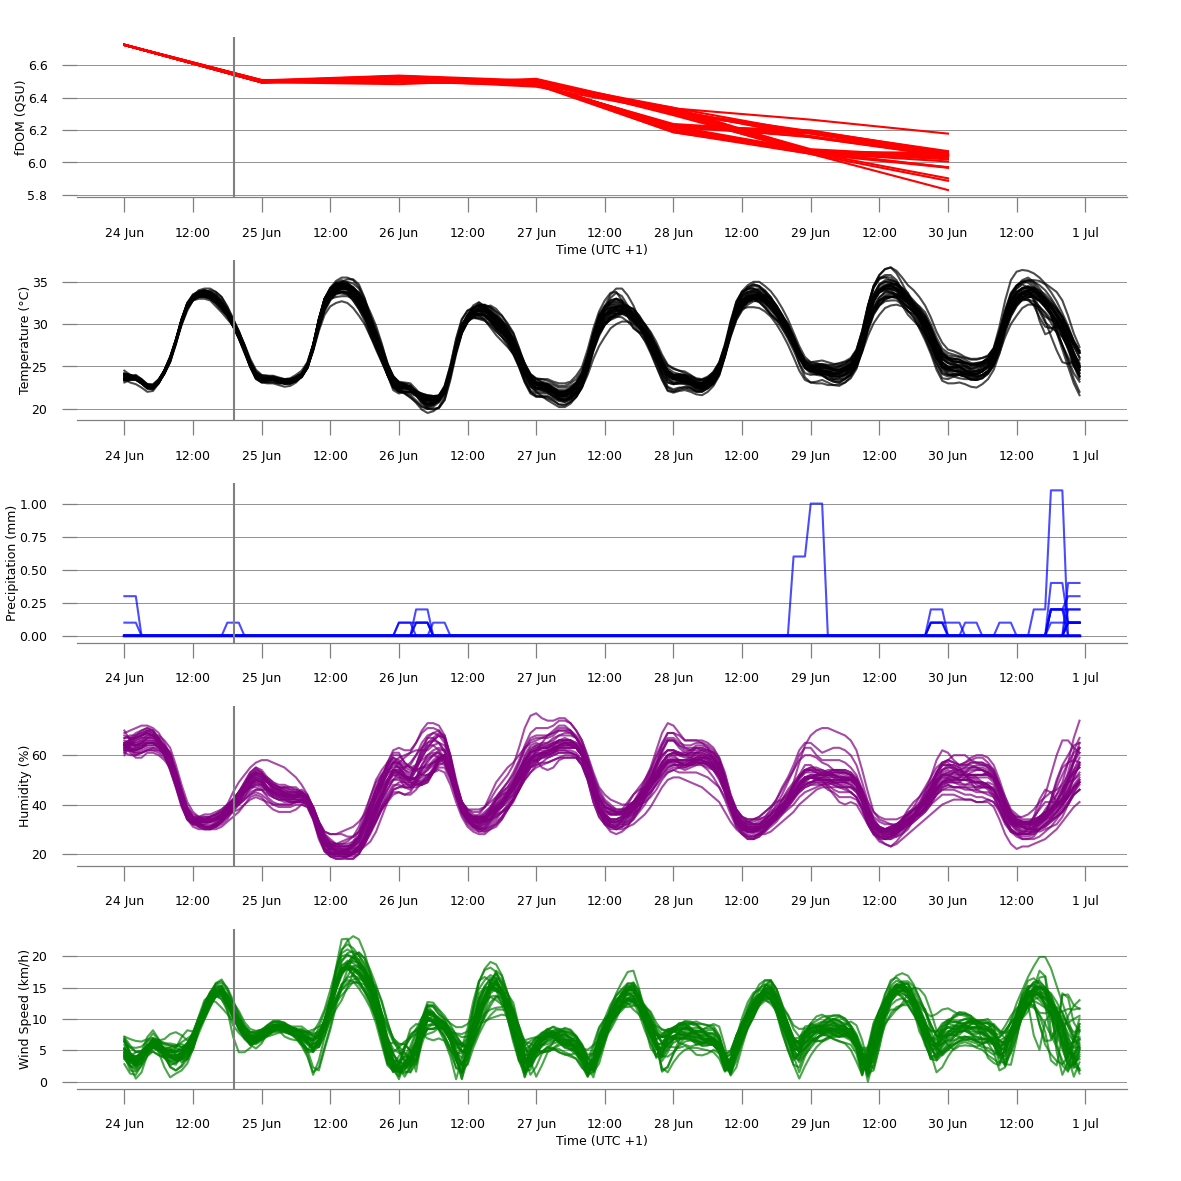 fDOM (QSU)
6.6
6.4
6.2
6.0
5.8
24 Jun 12:00 25 Jun 12:00 26 Jun 12:00 27 Jun 12:00 28 Jun 12:00 29 Jun 12:00 30 Jun 12:00 1 Jul
Time (UTC +1)
Temperature (°C)
35
30
25
20
24 Jun 12:00 25 Jun 12:00 26 Jun 12:00 27 Jun 12:00 28 Jun 12:00 29 Jun 12:00 30 Jun 12:00 1 Jul
Precipitation (mm)
1.00
0.75
0.50
0.25
0.00
24 Jun 12:00 25 Jun 12:00 26 Jun 12:00 27 Jun 12:00 28 Jun 12:00 29 Jun 12:00 30 Jun 12:00 1 Jul
Humidity (%)
60
40
20
24 Jun 12:00 25 Jun 12:00 26 Jun 12:00 27 Jun 12:00 28 Jun 12:00 29 Jun 12:00 30 Jun 12:00 1 Jul
Wind Speed (km/h)
20
15
10
5
0
24 Jun 12:00 25 Jun 12:00 26 Jun 12:00 27 Jun 12:00 28 Jun 12:00 29 Jun 12:00 30 Jun 12:00 1 Jul
Time (UTC +1)